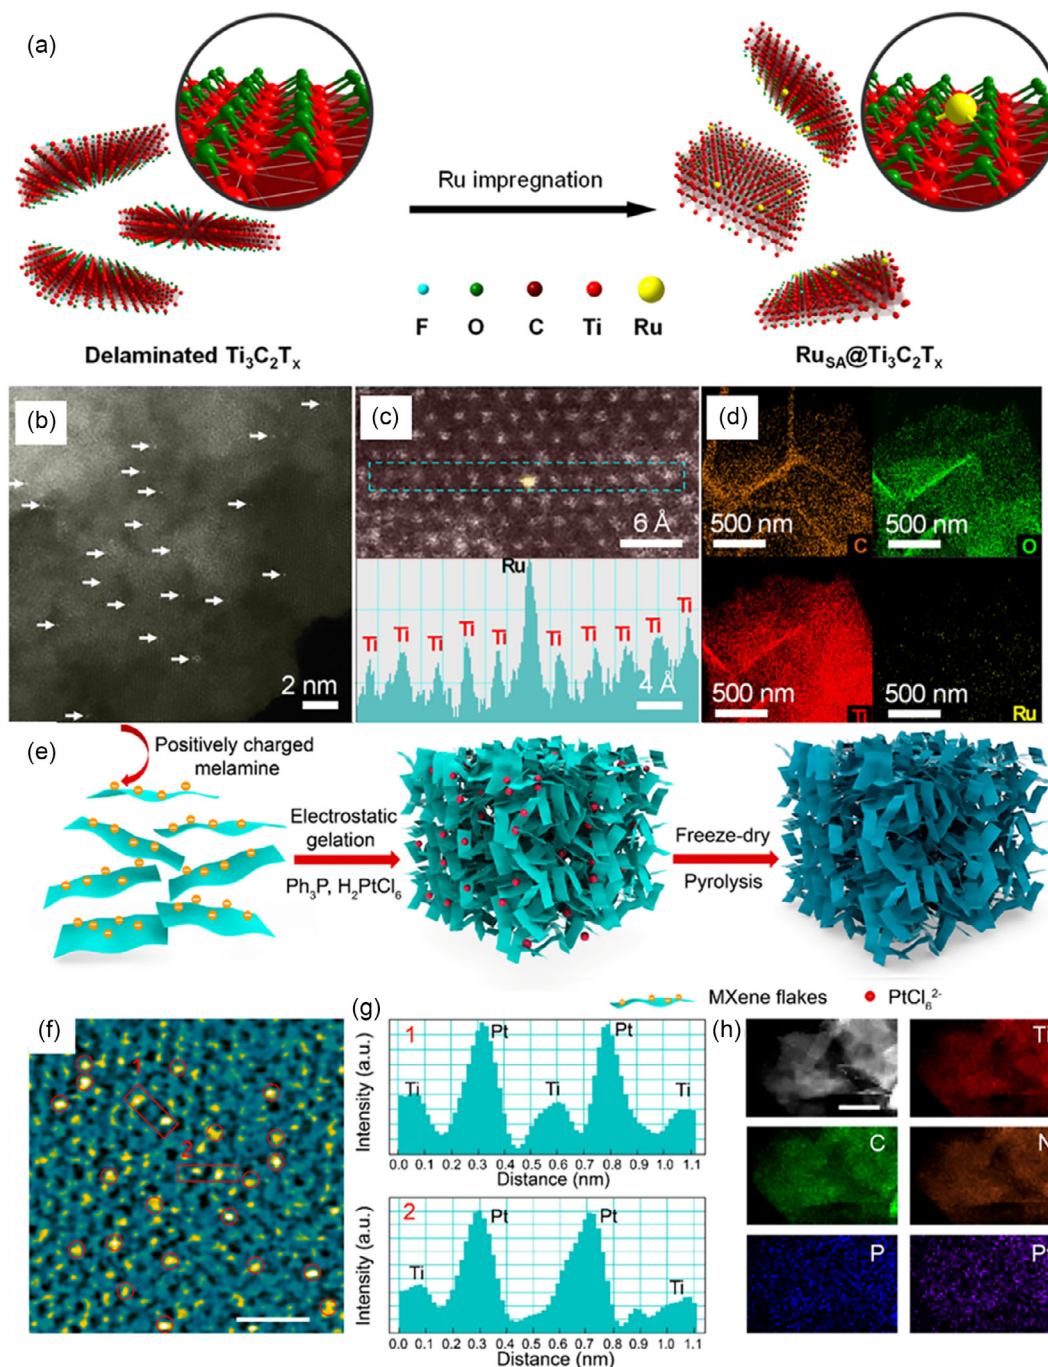 (a)
Ru impregnation
F O C Ti Ru
Delaminated Ti₃C₂Tₓ
Ru_SA@Ti₃C₂Tₓ
(b)
2 nm
(c)
6 Å
Ru
Ti Ti Ti Ti Ti Ti Ti Ti Ti Ti
4 Å
(d)
500 nm
C
500 nm
O
500 nm
Ti
500 nm
Ru
(e)
Positively charged
melamine
Electrostatic
gelation
Ph₃P, H₂PtCl₆
Freeze-dry
Pyrolysis
MXene flakes
PtCl₆²⁻
(f)
1
2
(g)
1
Pt Pt
Ti Ti Ti
Intensity (a.u.)
0.0 0.1 0.2 0.3 0.4 0.5 0.6 0.7 0.8 0.9 1.0 1.1
Distance (nm)
2
Pt Pt
Ti Ti
Intensity (a.u.)
0.0 0.1 0.2 0.3 0.4 0.5 0.6 0.7 0.8 0.9 1.0 1.1
Distance (nm)
(h)
Ti
C
N
P